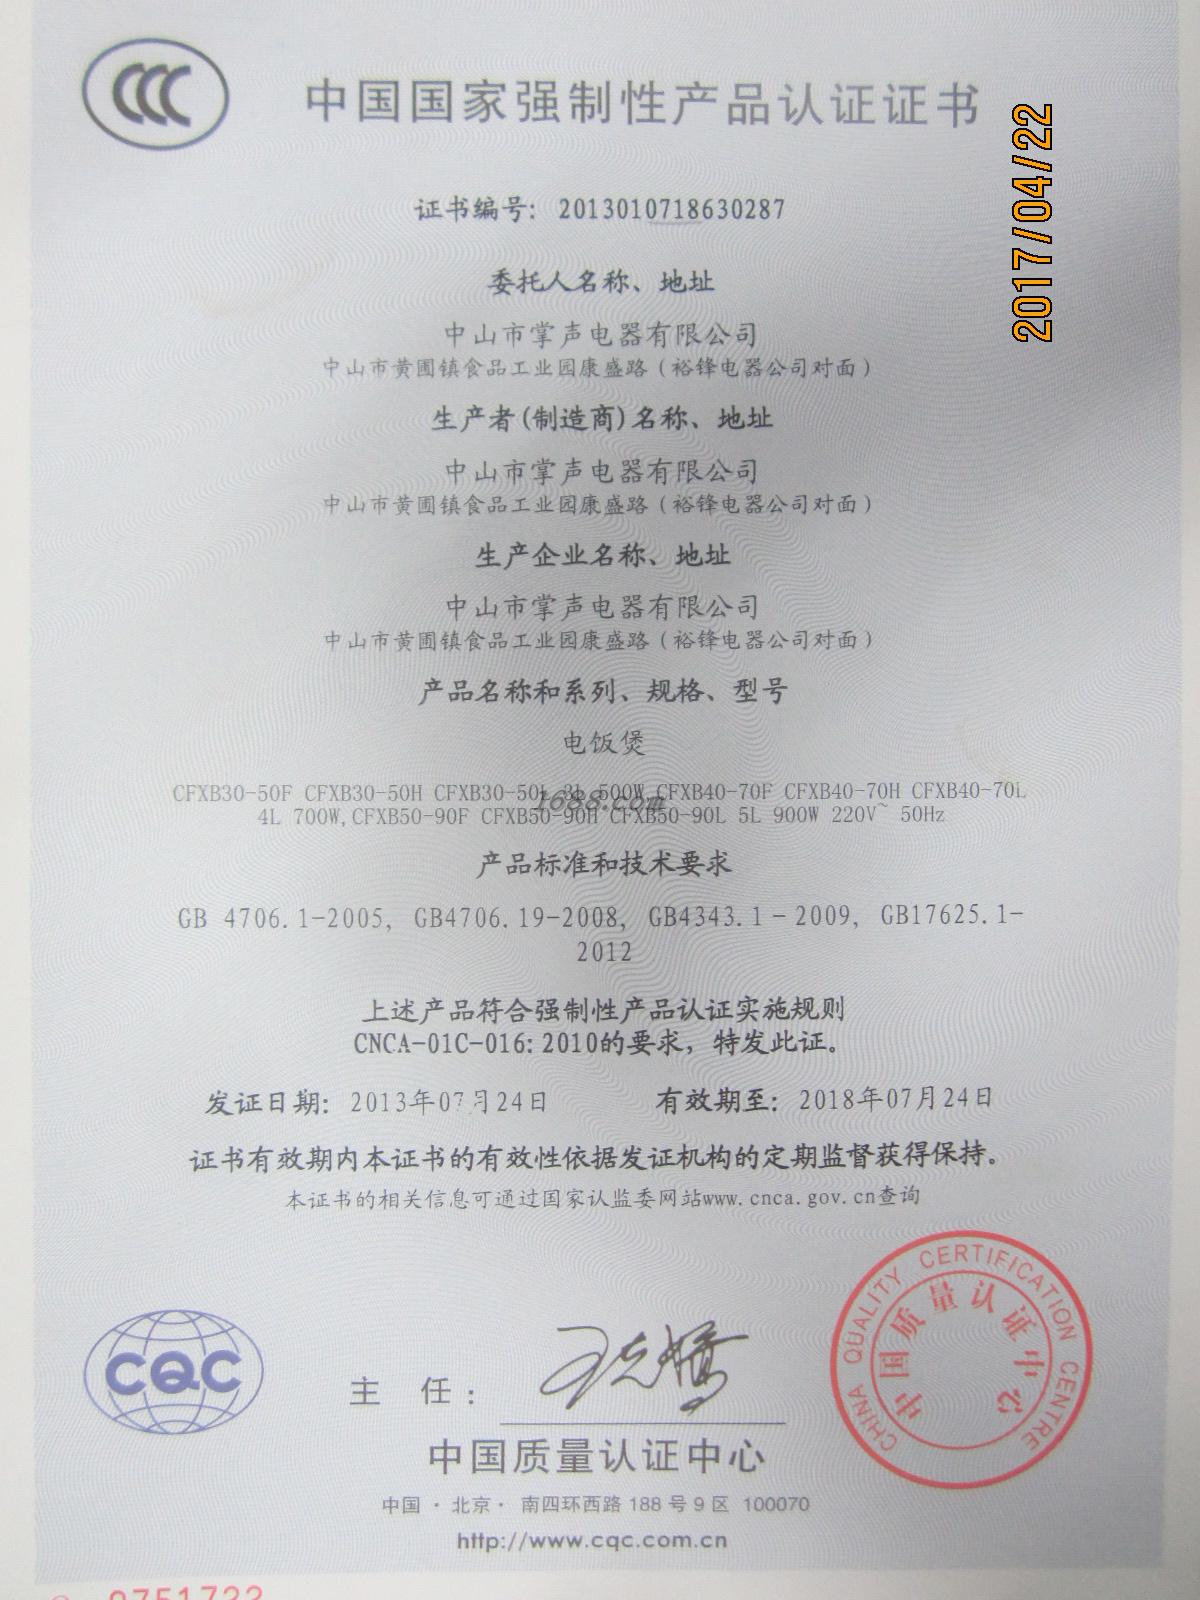 CCC
中国国家强制性产品认证证书
2017/04/22
证书编号: 2013010718630287
委托人名称、地址
中山市掌声电器有限公司
中山市黄圃镇食品工业园康盛路（裕锋电器公司对面）
生产者(制造商)名称、地址
中山市掌声电器有限公司
中山市黄圃镇食品工业园康盛路（裕锋电器公司对面）
生产企业名称、地址
中山市掌声电器有限公司
中山市黄圃镇食品工业园康盛路（裕锋电器公司对面）
产品名称和系列、规格、型号
电饭煲
CFXB30-50F CFXB30-50H CFXB30-50L 3L 500W,CFXB40-70F CFXB40-70H CFXB40-70L
1688.com
4L 700W,CFXB50-90F CFXB50-90H CFXB50-90L 5L 900W 220V~ 50Hz
产品标准和技术要求
GB 4706.1-2005, GB4706.19-2008, GB4343.1-2009, GB17625.1-
2012
上述产品符合强制性产品认证实施规则
CNCA-01C-016:2010的要求，特发此证。
发证日期: 2013年07月24日 有效期至: 2018年07月24日
证书有效期内本证书的有效性依据发证机构的定期监督获得保持。
本证书的相关信息可通过国家认监委网站www.cnca.gov.cn查询
CHINA QUALITY CERTIFICATION CENTRE
中国质量认证中心
CQC
主 任:
中国质量认证中心
中国·北京·南四环西路188号9区 100070
http://www.cqc.com.cn